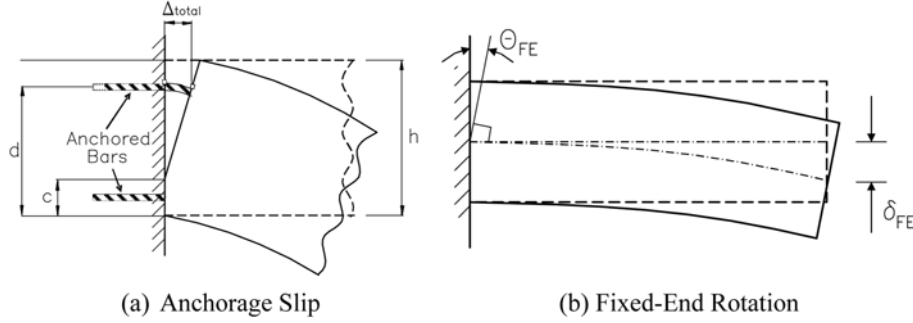 Δtotal
Anchored
Bars
d
c
h
(a) Anchorage Slip
ΘFE
δFE
(b) Fixed-End Rotation